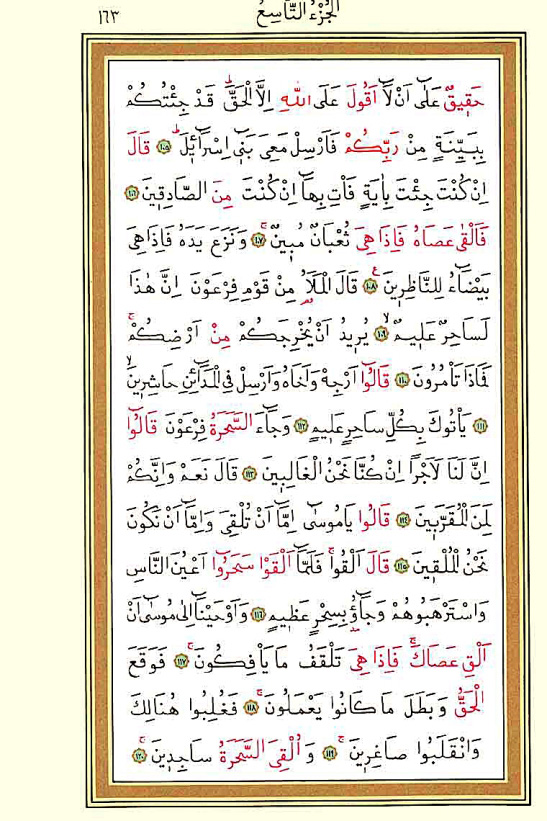 الجزء التاسع ١٦٣
حَقِيقٌ عَلٰٓى اَنْ لَٓا اَقُولَ عَلَى اللّٰهِ اِلَّا الْحَقَّۜ قَدْ جِئْتُكُمْ
بِبَيِّنَةٍ مِنْ رَبِّكُمْ فَاَرْسِلْ مَعِيَ بَنٓي اِسْرَٓائ۪لَۜ ﴿١٠٥﴾ قَالَ
اِنْ كُنْتَ جِئْتَ بِاٰيَةٍ فَأْتِ بِهَٓا اِنْ كُنْتَ مِنَ الصَّادِق۪ينَ ﴿١٠٦﴾
فَاَلْقٰى عَصَاهُ فَاِذَا هِيَ ثُعْبَانٌ مُب۪ينٌۚ ﴿١٠٧﴾ وَنَزَعَ يَدَهُ فَاِذَا هِيَ
بَيْضَٓاءُ لِلنَّاظِر۪ينَ۟ ﴿١٠٨﴾ قَالَ الْمَلَاُ مِنْ قَوْمِ فِرْعَوْنَ اِنَّ هٰذَا
لَسَاحِرٌ عَل۪يمٌۙ ﴿١٠٩﴾ يُر۪يدُ اَنْ يُخْرِجَكُمْ مِنْ اَرْضِكُمْۚ
فَمَاذَا تَأْمُرُونَ ﴿١١٠﴾ قَالُٓوا اَرْجِهْ وَاَخَاهُ وَاَرْسِلْ فِي الْمَدَٓائِنِ حَاشِر۪ينَۙ
﴿١١١﴾ يَأْتُوكَ بِكُلِّ سَاحِرٍ عَل۪يمٍ ﴿١١٢﴾ وَجَٓاءَ السَّحَرَةُ فِرْعَوْنَ قَالُٓوا
اِنَّ لَنَا لَاَجْرًا اِنْ كُنَّا نَحْنُ الْغَالِب۪ينَ ﴿١١٣﴾ قَالَ نَعَمْ وَاِنَّكُمْ
لَمِنَ الْمُقَرَّب۪ينَ ﴿١١٤﴾ قَالُوا يَا مُوسٰٓى اِمَّٓا اَنْ تُلْقِيَ وَاِمَّٓا اَنْ نَكُونَ
نَحْنُ الْمُلْق۪ينَ ﴿١١٥﴾ قَالَ اَلْقُواۚ فَلَمَّٓا اَلْقَوْا سَحَرُٓوا اَعْيُنَ النَّاسِ
وَاسْتَرْهَبُوهُمْ وَجَٓاؤُ۫ بِسِحْرٍ عَظ۪يمٍ ﴿١١٦﴾ وَاَوْحَيْنَٓا اِلٰى مُوسٰٓى اَنْ
اَلْقِ عَصَاكَۚ فَاِذَا هِيَ تَلْقَفُ مَا يَأْفِكُونَۚ ﴿١١٧﴾ فَوَقَعَ
الْحَقُّ وَبَطَلَ مَا كَانُوا يَعْمَلُونَۚ ﴿١١٨﴾ فَغُلِبُوا هُنَالِكَ
وَانْقَلَبُوا صَاغِر۪ينَۚ ﴿١١٩﴾ وَاُلْقِيَ السَّحَرَةُ سَاجِد۪ينَۚ ﴿١٢٠﴾